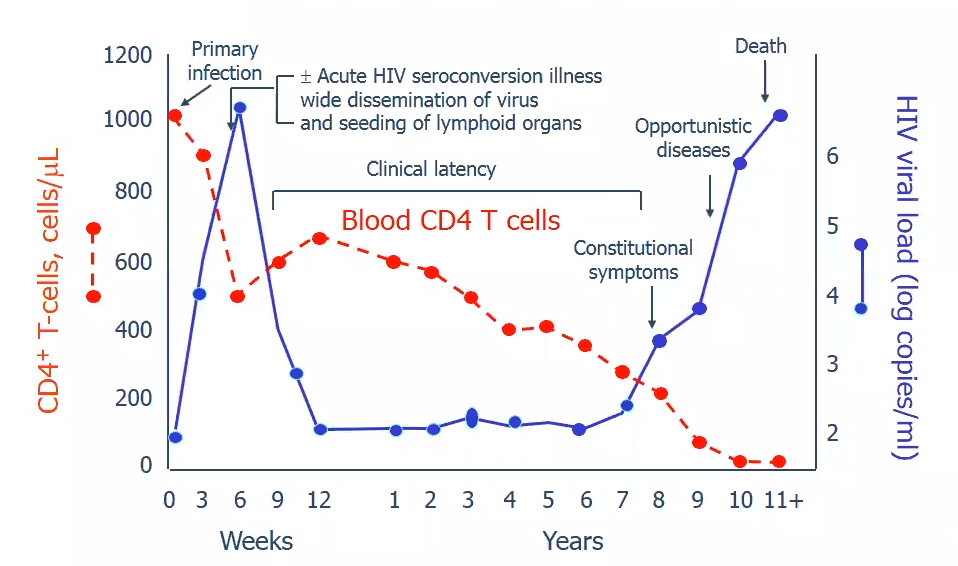 1200
1000
800
600
400
200
0
CD4+ T-cells, cells/μL
Primary
infection
± Acute HIV seroconversion illness
wide dissemination of virus
and seeding of lymphoid organs
Clinical latency
Blood CD4 T cells
Constitutional
symptoms
Opportunistic
diseases
Death
6
5
4
3
2
HIV viral load (log copies/ml)
0 3 6 9 12 1 2 3 4 5 6 7 8 9 10 11+
Weeks Years